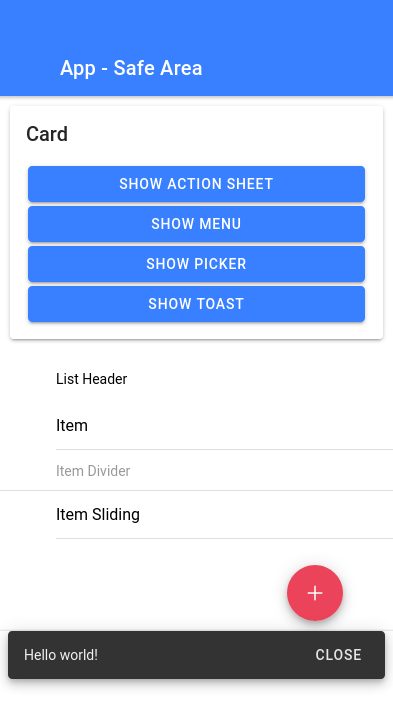 App - Safe Area
Card
SHOW ACTION SHEET
SHOW MENU
SHOW PICKER
SHOW TOAST
List Header
Item
Item Divider
Item Sliding
Hello world! CLOSE